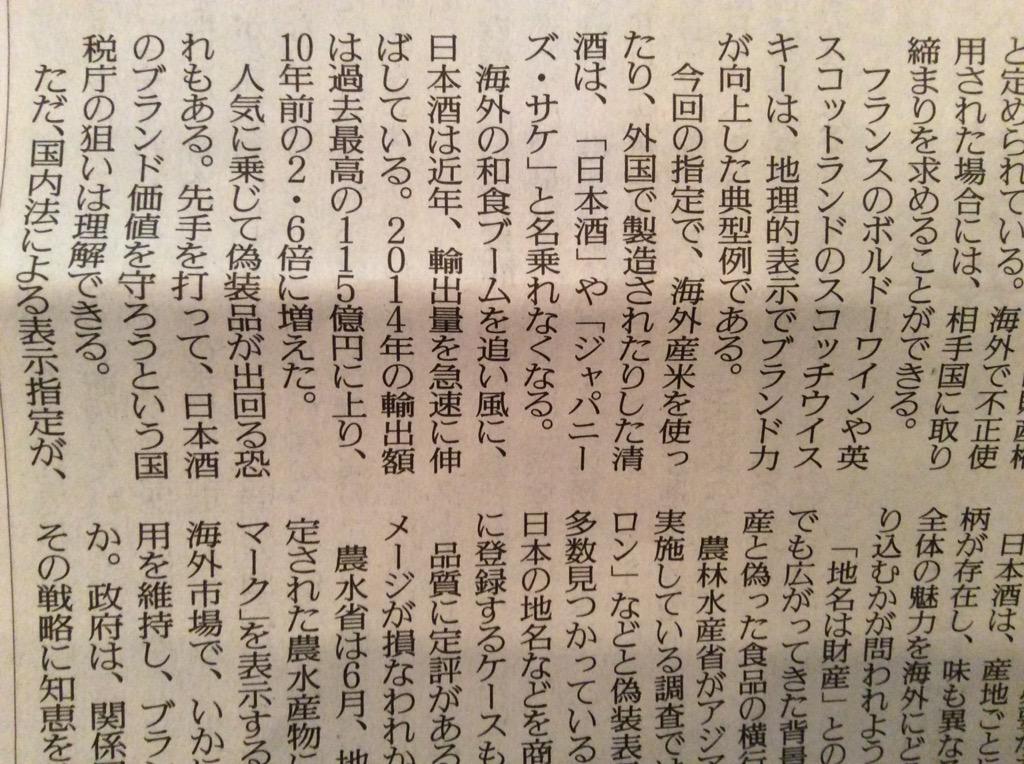 と定められている。海外で不正使
用された場合には、相手国に取り
締まりを求めることができる。
フランスのボルドーワインや英
スコットランドのスコッチウイス
キーは、地理的表示でブランド力
が向上した典型例である。
今回の指定で、海外産米を使っ
たり、外国で製造されたりした清
酒は、「日本酒」や「ジャパニー
ズ・サケ」と名乗れなくなる。
海外の和食ブームを追い風に、
日本酒は近年、輸出量を急速に伸
ばしている。2014年の輸出額
は過去最高の115億円に上り、
10年前の2・6倍に増えた。
人気に乗じて偽装品が出回る恐
れもある。先手を打って、日本酒
のブランド価値を守ろうという国
税庁の狙いは理解できる。
ただ、国内法による表示指定が、
日本酒は、産地ごとに
柄が存在し、味も異なる
全体の魅力を海外にど
り込むかが問われよう
「地名は財産」との
でも広がってきた背景
産と偽った食品の横行
農林水産省がアジア
実施している調査では
ロン」などと偽装表
多数見つかっている
日本の地名などを商
に登録するケースも
品質に定評がある
メージが損なわれか
農水省は6月、地
定された農水産物に
マーク」を表示する
海外市場で、いかに
用を維持し、ブラ
か。政府は、関係
その戦略に知恵を